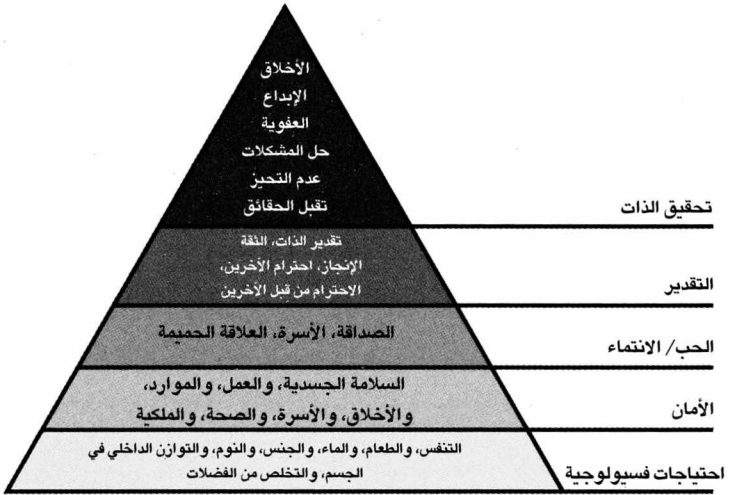 الأخلاق
الإبداع
العفوية
حل المشكلات
عدم التحيز
تقبل الحقائق
تحقيق الذات
تقدير الذات، الثقة
الإنجاز، احترام الآخرين،
الاحترام من قبل الآخرين
التقدير
الصداقة، الأسرة، العلاقة الحميمة
الحب/ الانتماء
السلامة الجسدية، والعمل، والموارد،
والأخلاق، والأسرة، والصحة، والملكية
الأمان
التنفس، والطعام، والماء، والجنس، والنوم، والتوازن الداخلي في
الجسم، والتخلص من الفضلات
احتياجات فسيولوجية